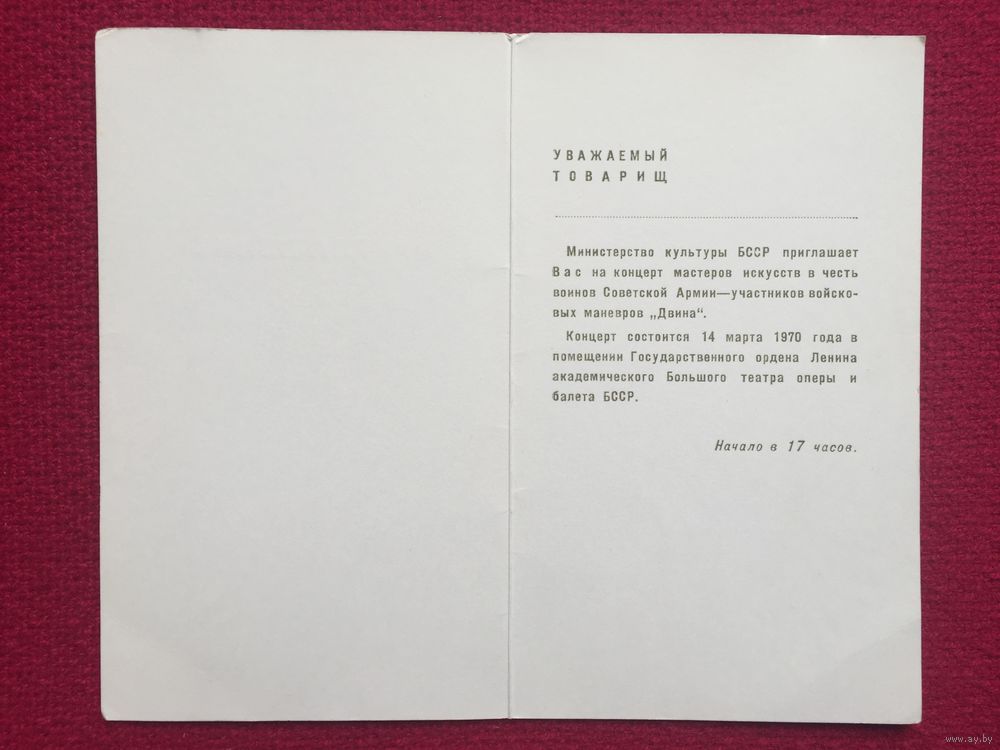 УВАЖАЕМЫЙ
ТОВАРИЩ
Министерство культуры БССР приглашает
Вас на концерт мастеров искусств в честь
воинов Советской Армии—участников войско-
вых маневров „Двина“.
Концерт состоится 14 марта 1970 года в
помещении Государственного ордена Ленина
академического Большого театра оперы и
балета БССР.
Начало в 17 часов.
www.ay.by